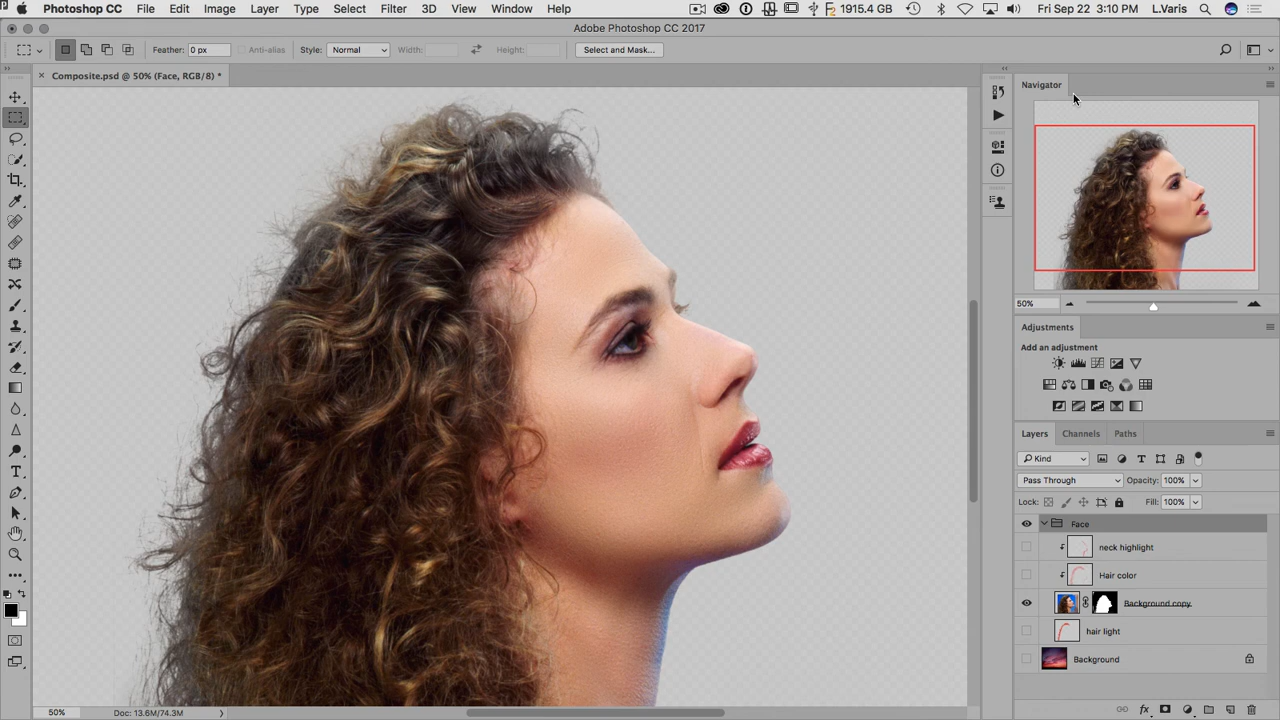 Photoshop CC File Edit Image Layer Type Select Filter 3D View Window Help 1915.4 GB Fri Sep 22 3:10 PM L.Varis
Adobe Photoshop CC 2017
Feather: 0 px Anti-alias Style: Normal Width: Height: Select and Mask...
Composite.psd @ 50% (Face, RGB/8) *
Navigator
50%
Adjustments
Add an adjustment
Layers Channels Paths
Kind
Pass Through Opacity: 100%
Lock: Fill: 100%
Face
neck highlight
Hair color
Background copy
hair light
Background
50% Doc: 13.6M/74.3M
fx